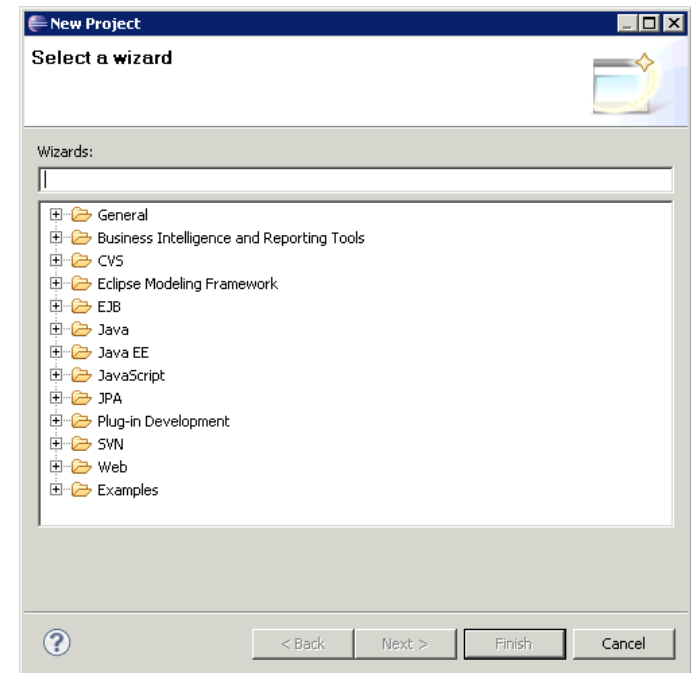 New Project
Select a wizard
Wizards:
General
Business Intelligence and Reporting Tools
CVS
Eclipse Modeling Framework
EJB
Java
Java EE
JavaScript
JPA
Plug-in Development
SVN
Web
Examples
? < Back Next > Finish Cancel